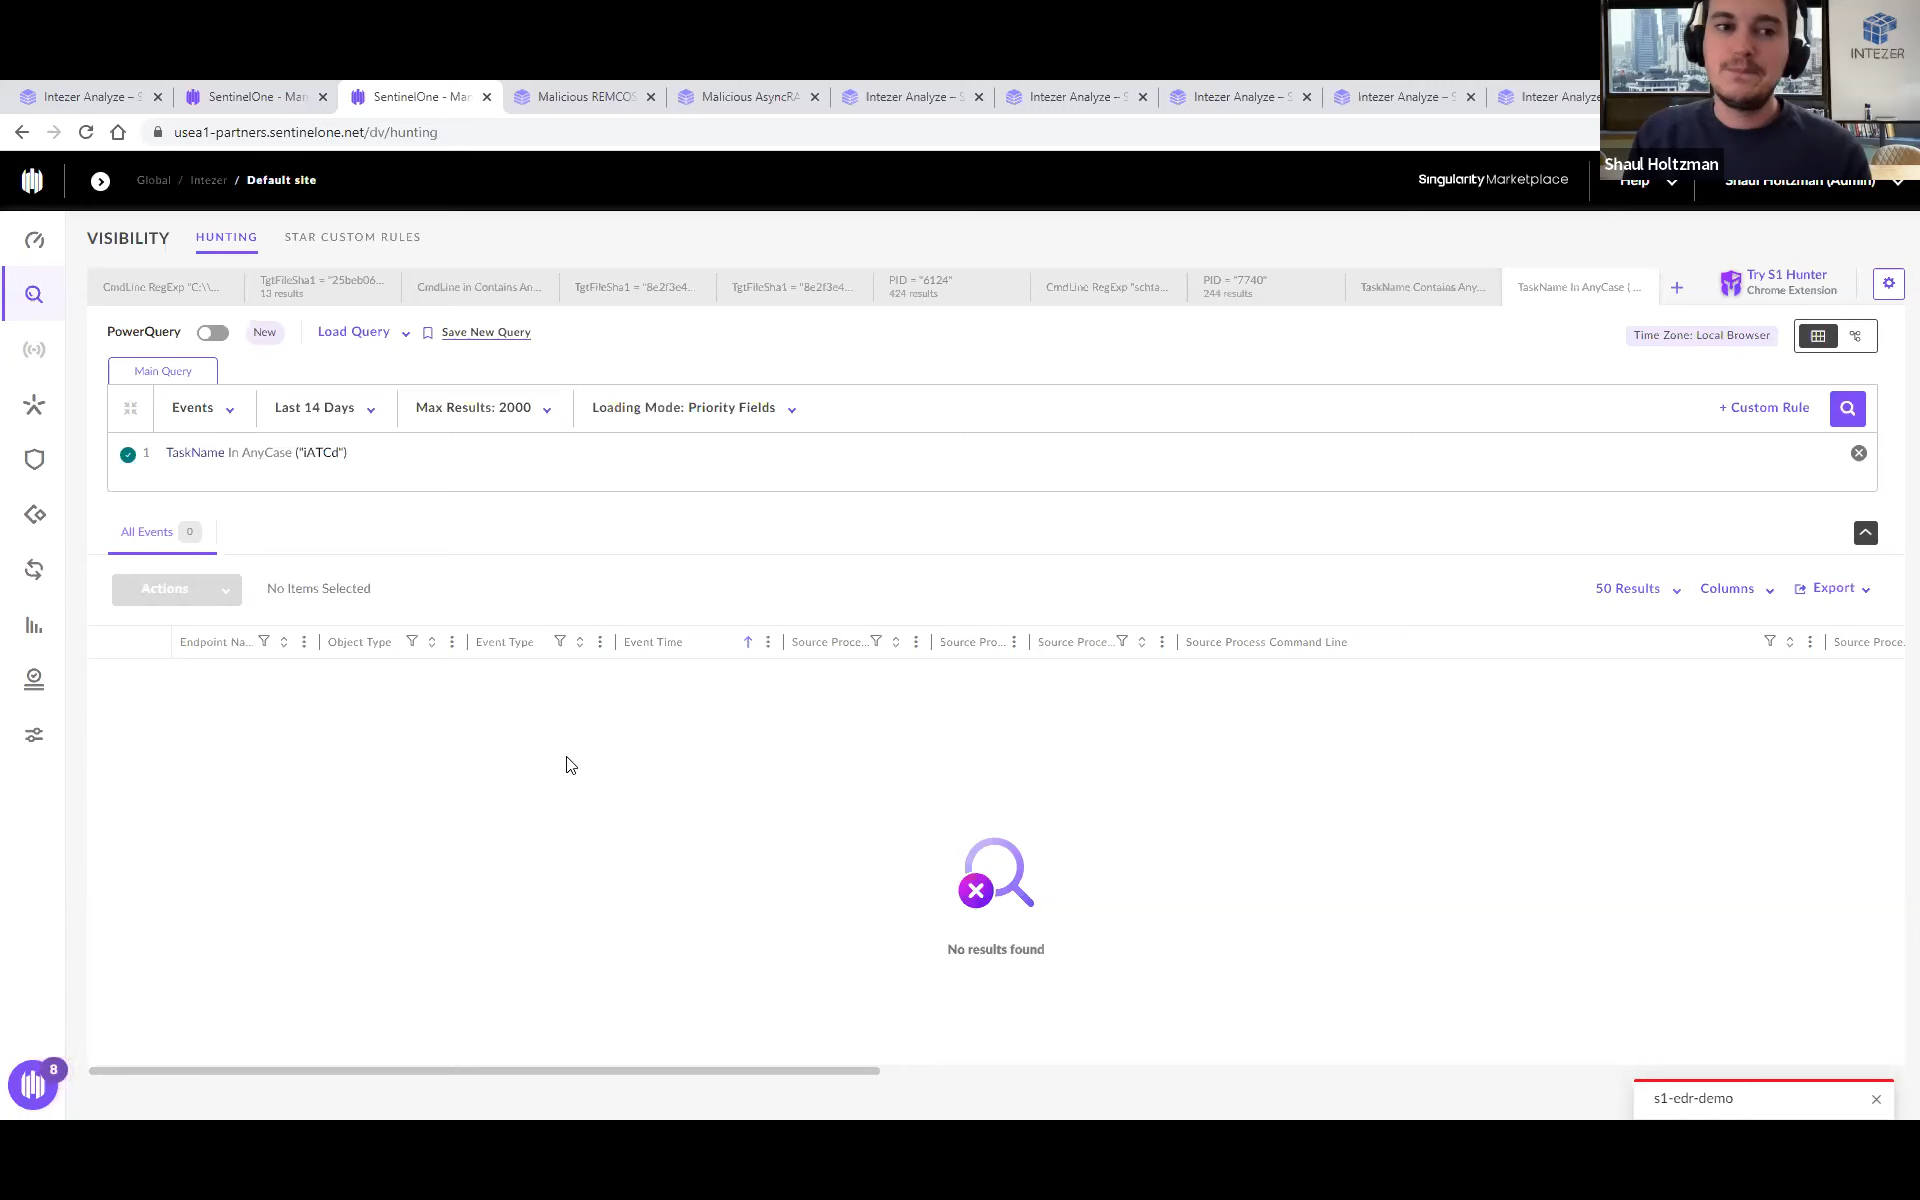 INTEZER
Shaul Holtzman
Intezer Analyze – S
SentinelOne - Man
SentinelOne - Man
Malicious REMCOS
Malicious AsyncRA
Intezer Analyze – S
Intezer Analyze – S
Intezer Analyze – S
Intezer Analyze – S
Intezer Analyze
usea1-partners.sentinelone.net/dv/hunting
Global / Intezer / Default site
Singularity Marketplace
Help
Shaul Holtzman (Admin)
VISIBILITY
HUNTING
STAR CUSTOM RULES
CmdLine RegExp "C:\\...
TgtFileSha1 = "25beb06...
13 results
CmdLine in Contains An...
TgtFileSha1 = "8e2f3e4...
TgtFileSha1 = "8e2f3e4...
PID = "6124"
424 results
CmdLine RegExp "schta...
PID = "7740"
244 results
TaskName Contains Any...
TaskName In AnyCase ( ...
+
Try S1 Hunter
Chrome Extension
PowerQuery
New
Load Query
Save New Query
Time Zone: Local Browser
Main Query
Events
Last 14 Days
Max Results: 2000
Loading Mode: Priority Fields
+ Custom Rule
1 TaskName In AnyCase ("iATCd")
All Events 0
Actions
No Items Selected
50 Results
Columns
Export
Endpoint Na...
Object Type
Event Type
Event Time
Source Proce...
Source Pro...
Source Proce...
Source Process Command Line
Source Proce.
No results found
8
s1-edr-demo